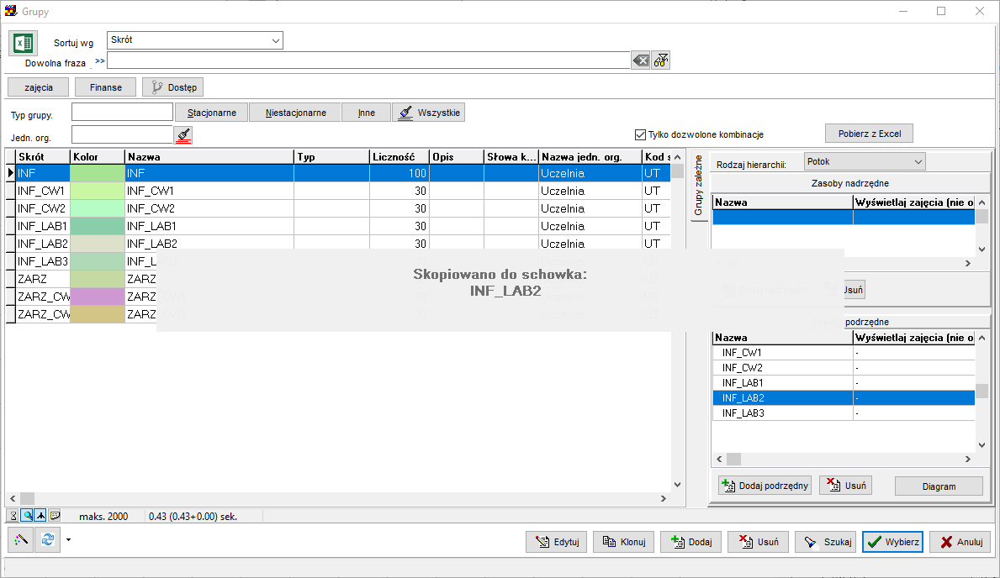 Grupy
Sortuj wg Skrót
Dowolna fraza >>
zajęcia Finanse Dostęp
Typ grupy. Stacjonarne Niestacjonarne Inne Wszystkie
Jedn. org. Tylko dozwolone kombinacje Pobierz z Excel
Skrót Kolor Nazwa Typ Liczność Opis Słowa k... Nazwa jedn. org. Kod s
INF INF 100 Uczelnia UT
INF_CW1 INF_CW1 30 Uczelnia UT
INF_CW2 INF_CW2 30 Uczelnia UT
INF_LAB1 INF_LAB1 30 Uczelnia UT
INF_LAB2 INF_LAB2 30 Uczelnia UT
INF_LAB3 INF_L
ZARZ ZARZ
ZARZ_CW ZARZ
ZARZ_CW ZARZ
Skopiowano do schowka:
INF_LAB2
Grupy zależne
Rodzaj hierarchii: Potok
Zasoby nadrzędne
Nazwa Wyświetlaj zajęcia (nie o
Usuń
podrzędne
Nazwa Wyświetlaj zajęcia (nie o
INF_CW1 -
INF_CW2 -
INF_LAB1 -
INF_LAB2 -
INF_LAB3 -
Dodaj podrzędny Usuń Diagram
maks. 2000 0.43 (0.43+0.00) sek.
Edytuj Klonuj Dodaj Usuń Szukaj Wybierz Anuluj